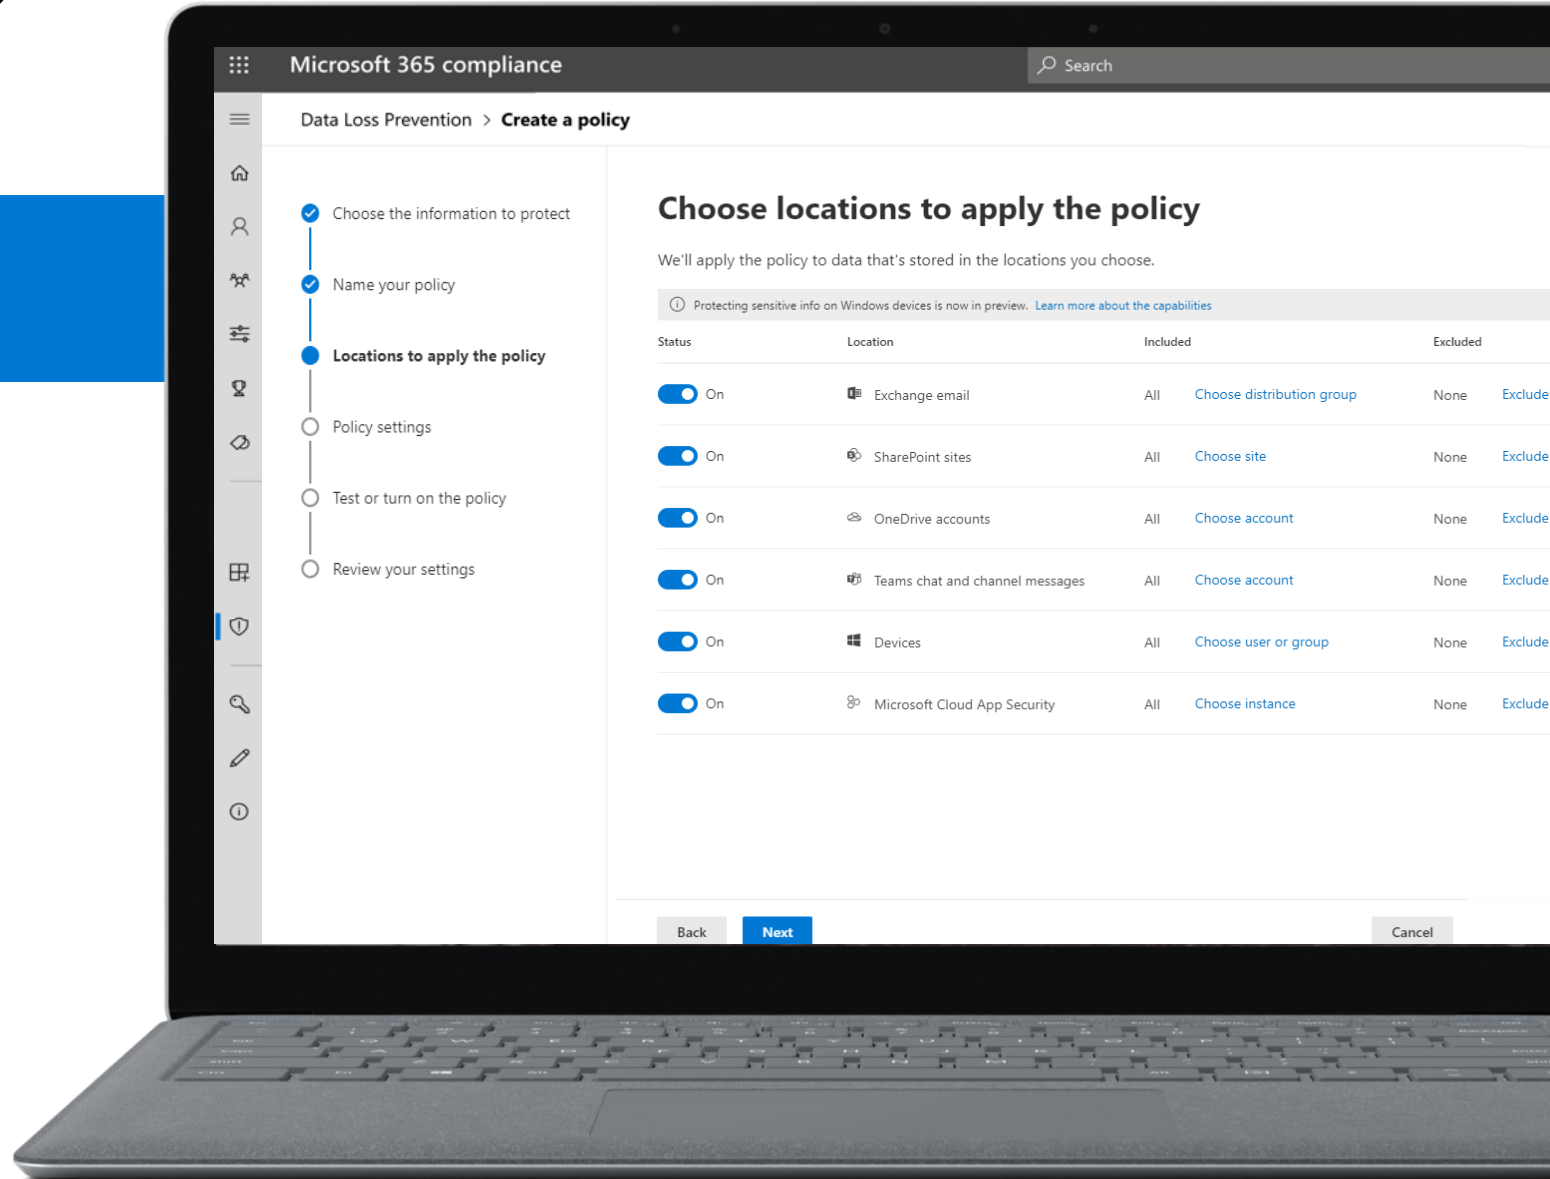 Microsoft 365 compliance
Search
Data Loss Prevention > Create a policy
Choose the information to protect
Name your policy
Locations to apply the policy
Policy settings
Test or turn on the policy
Review your settings
Choose locations to apply the policy
We'll apply the policy to data that's stored in the locations you choose.
Protecting sensitive info on Windows devices is now in preview. Learn more about the capabilities
Status Location Included Excluded
On Exchange email All Choose distribution group None Exclude
On SharePoint sites All Choose site None Exclude
On OneDrive accounts All Choose account None Exclude
On Teams chat and channel messages All Choose account None Exclude
On Devices All Choose user or group None Exclude
On Microsoft Cloud App Security All Choose instance None Exclude
Back Next Cancel